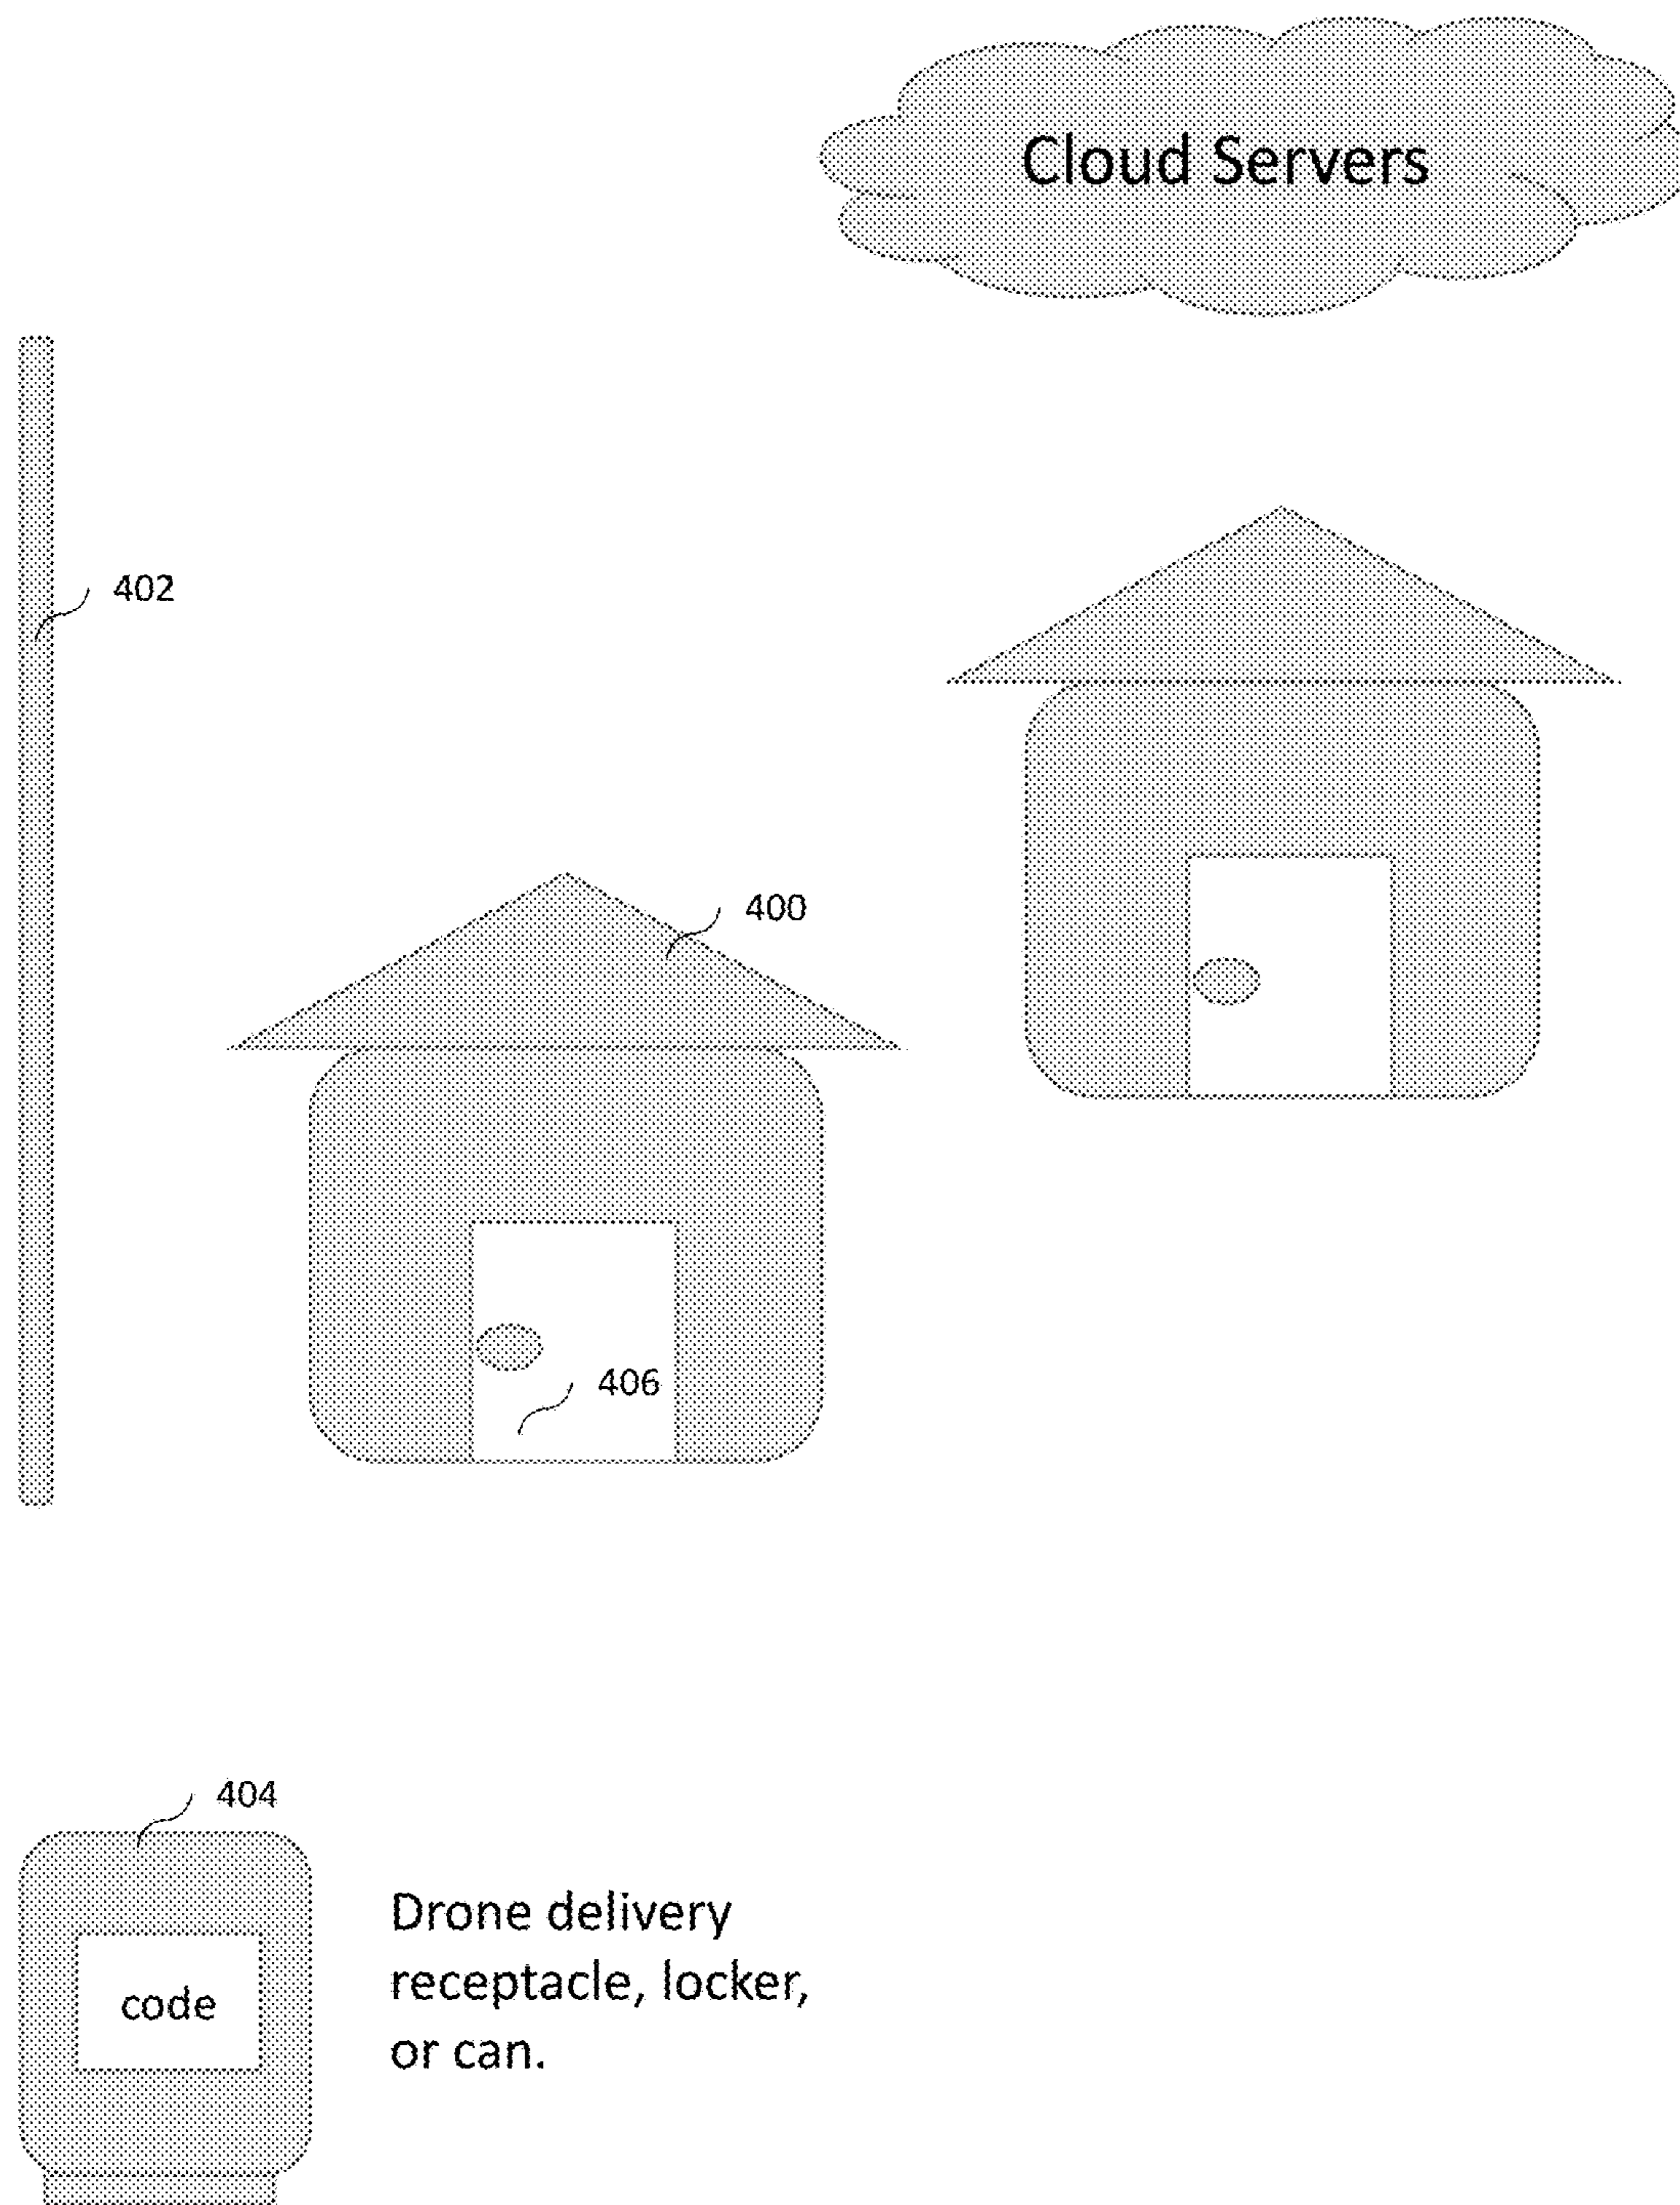 Cloud Servers
402
400
406
404
Drone delivery
receptacle, locker,
or can.
code